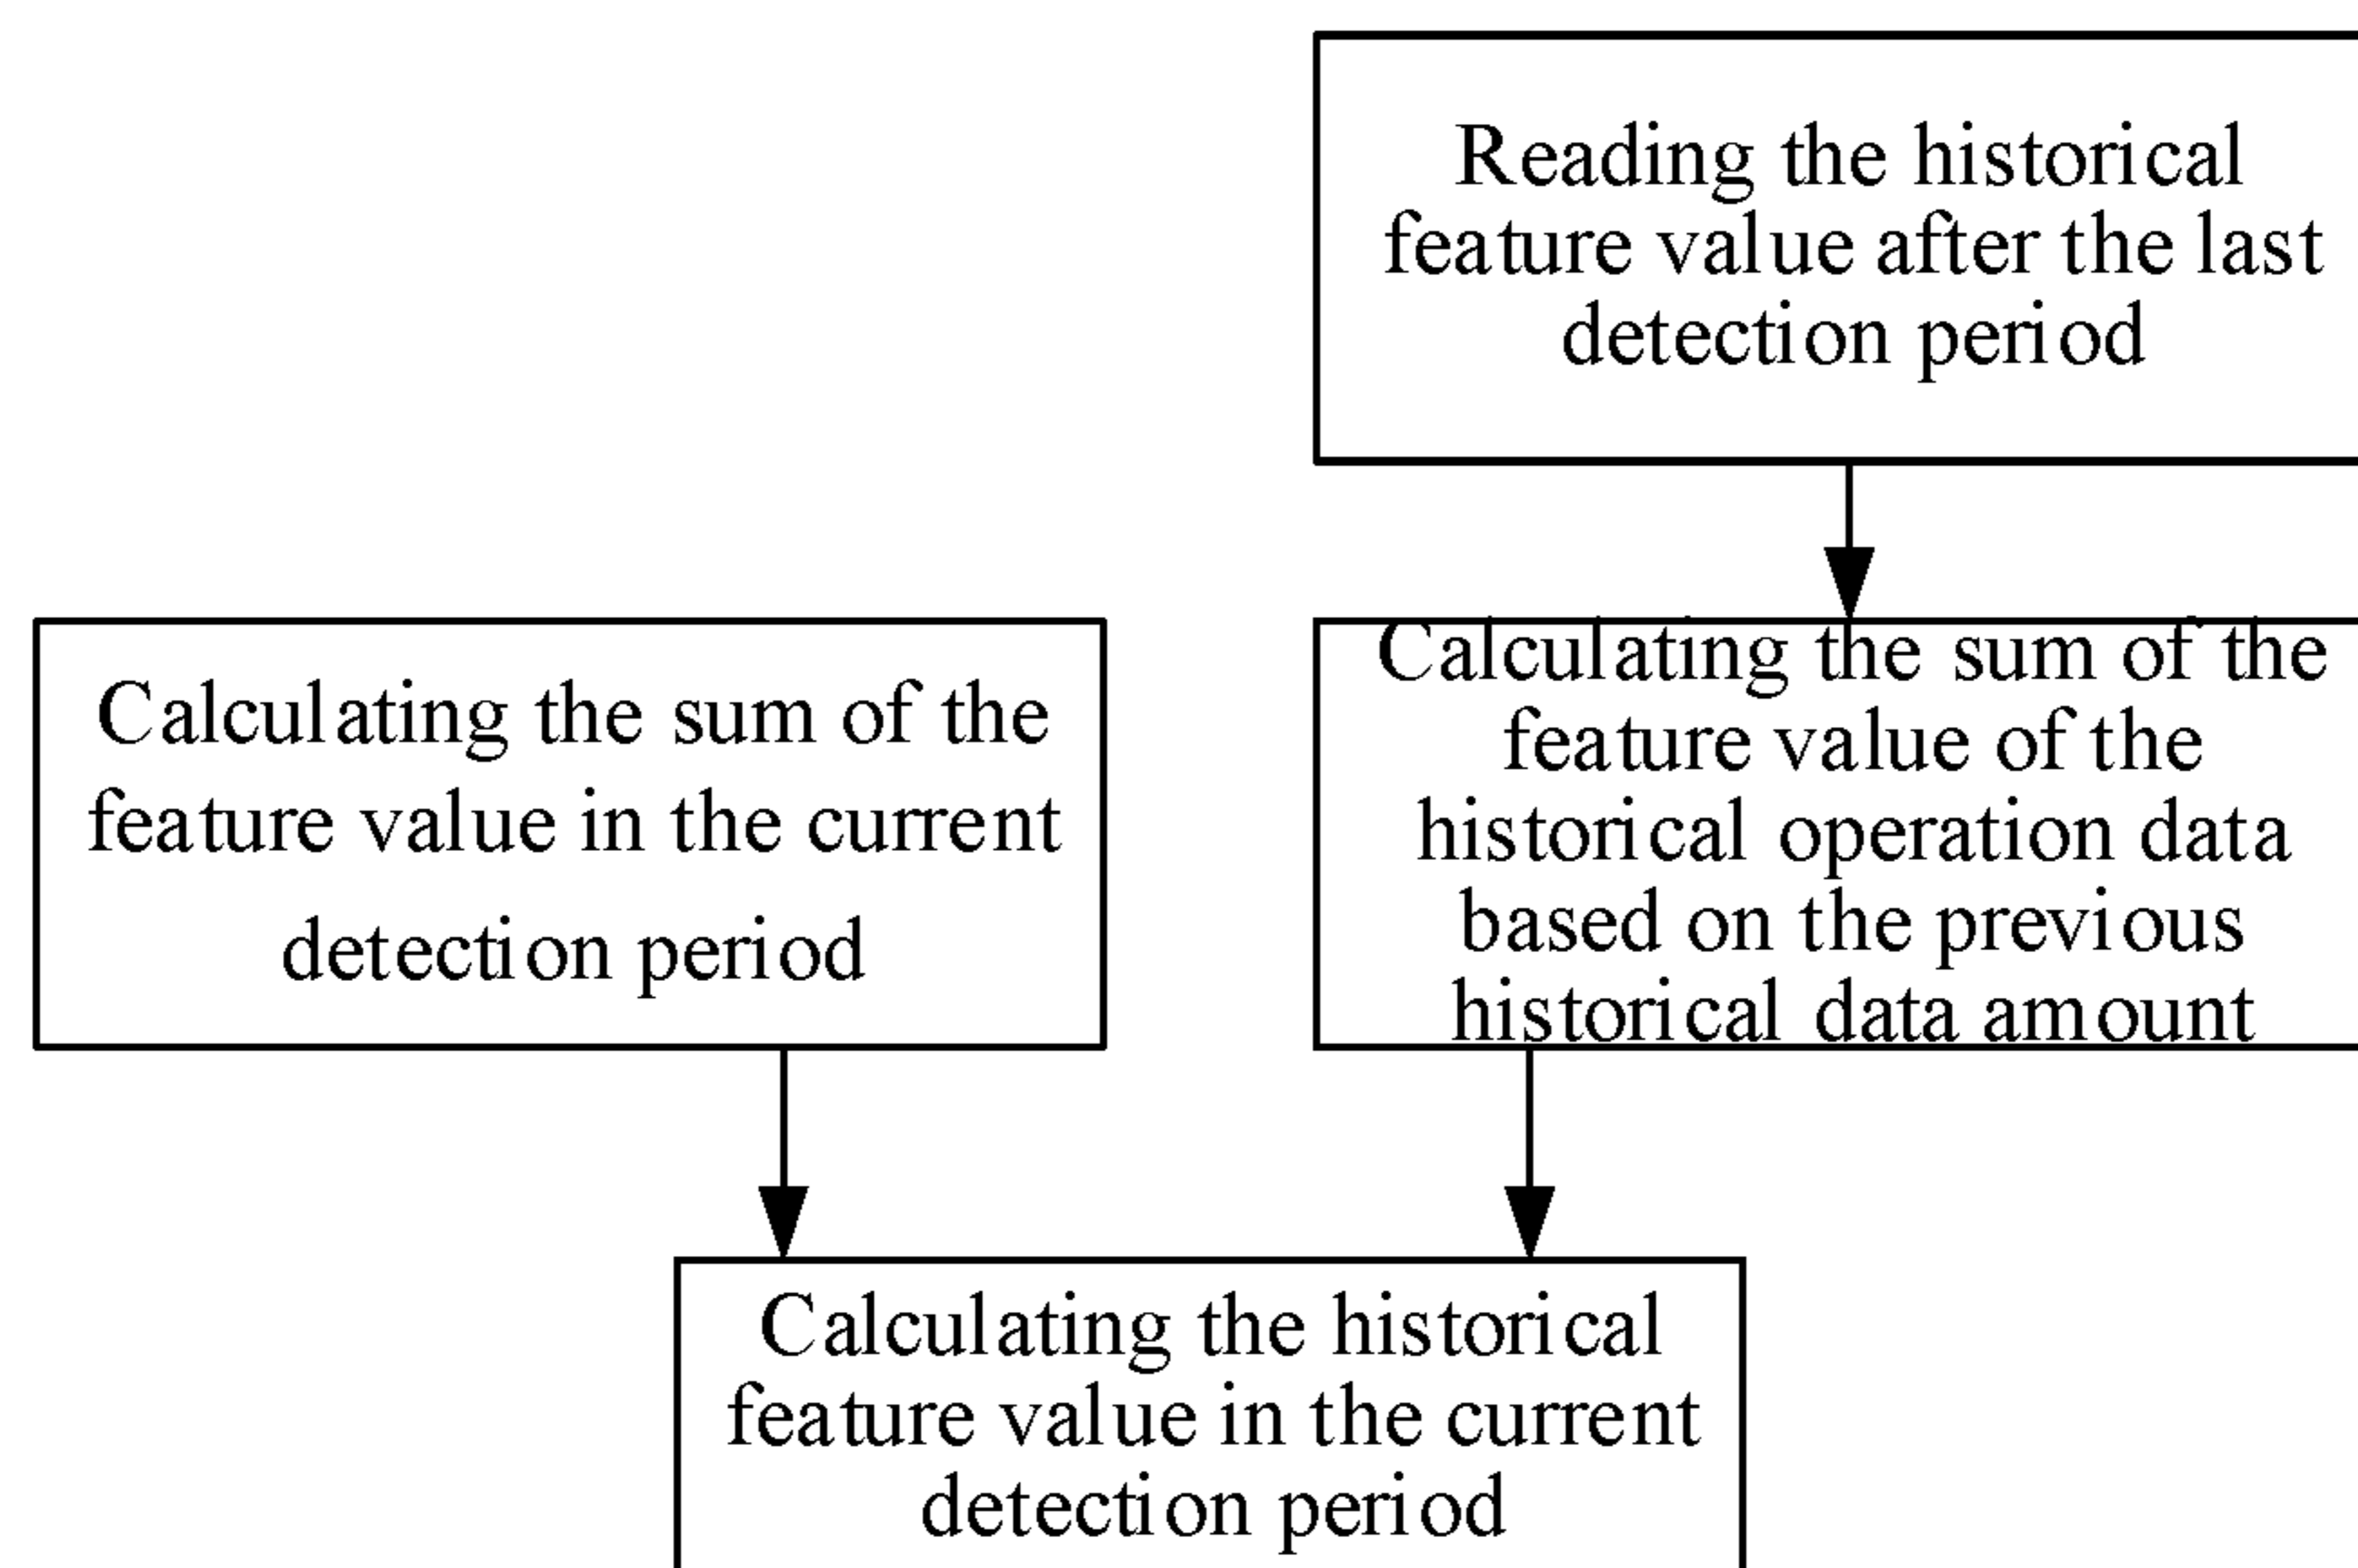 Reading the historical
feature value after the last
detection period
Calculating the sum of the
feature value in the current
detection period
Calculating the sum of the
feature value of the
historical operation data
based on the previous
historical data amount
Calculating the historical
feature value in the current
detection period